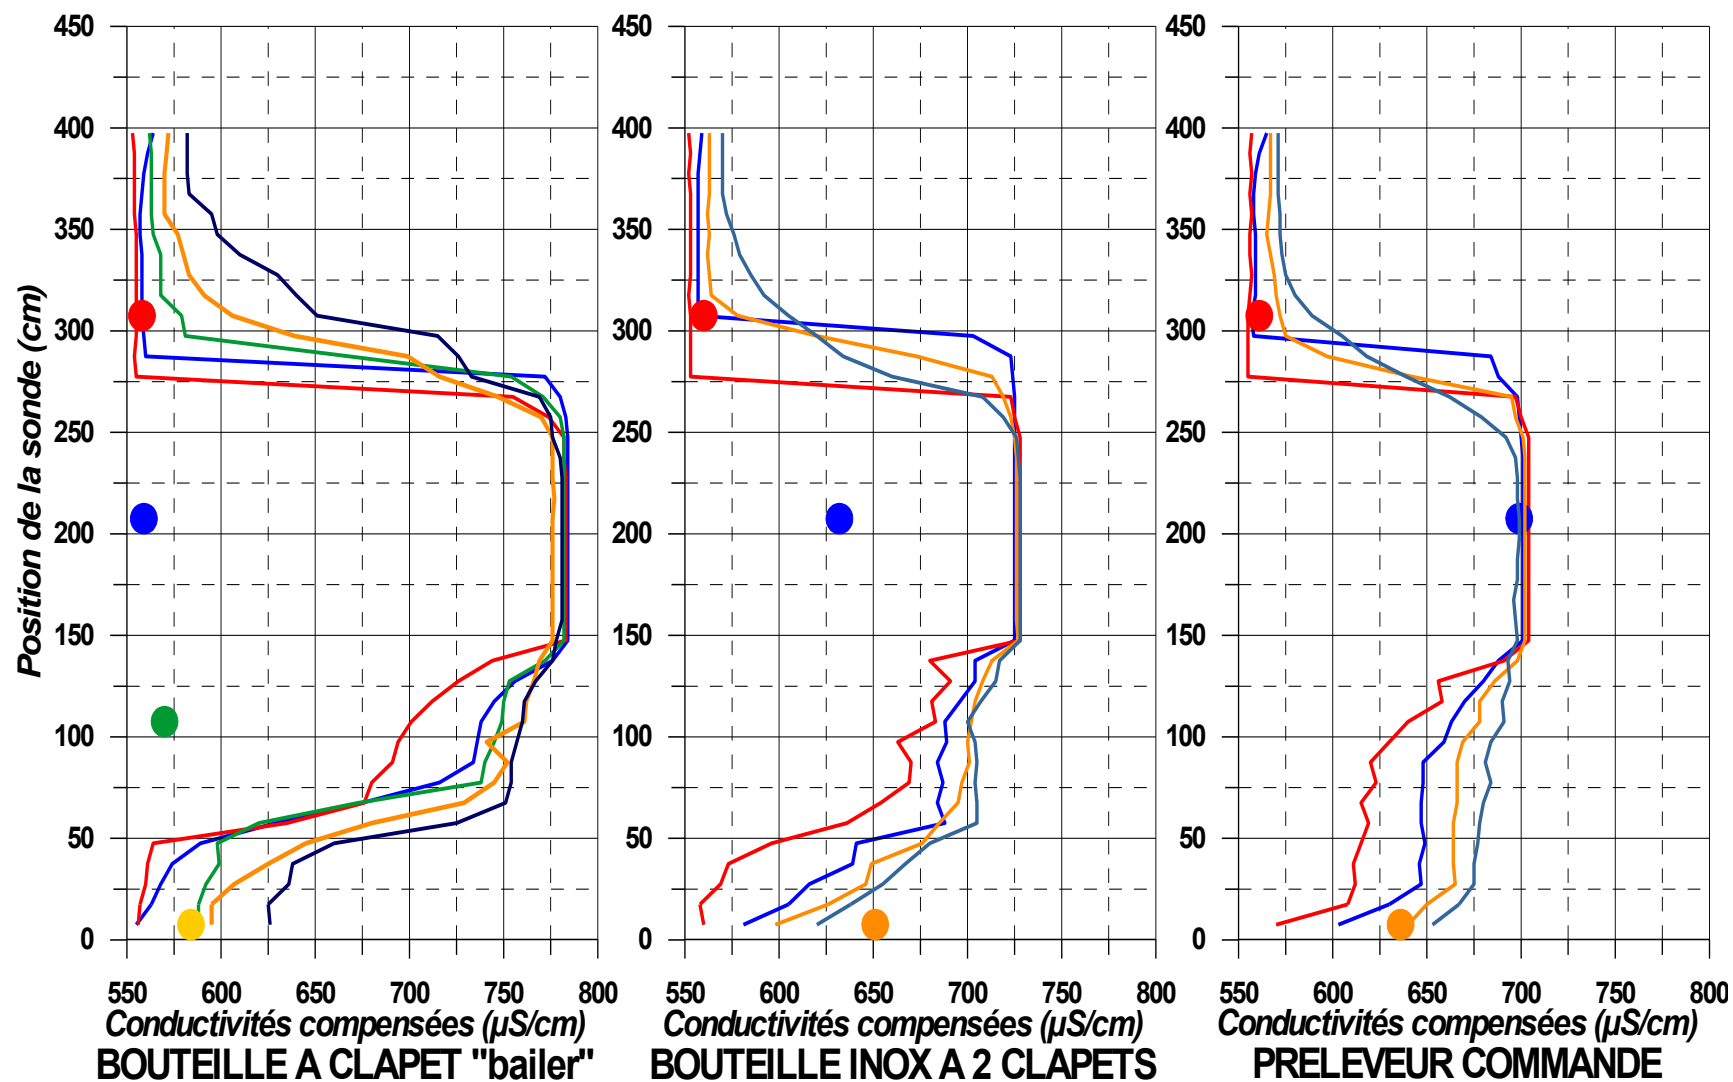 Position de la sonde (cm)
450 450 450
400 400 400
350 350 350
300 300 300
250 250 250
200 200 200
150 150 150
100 100 100
50 50 50
0 0 0
550 600 650 700 750 800 550 600 650 700 750 800 550 600 650 700 750 800
Conductivités compensées (µS/cm) Conductivités compensées (µS/cm) Conductivités compensées (µS/cm)
BOUTEILLE A CLAPET "bailer" BOUTEILLE INOX A 2 CLAPETS PRELEVEUR COMMANDE